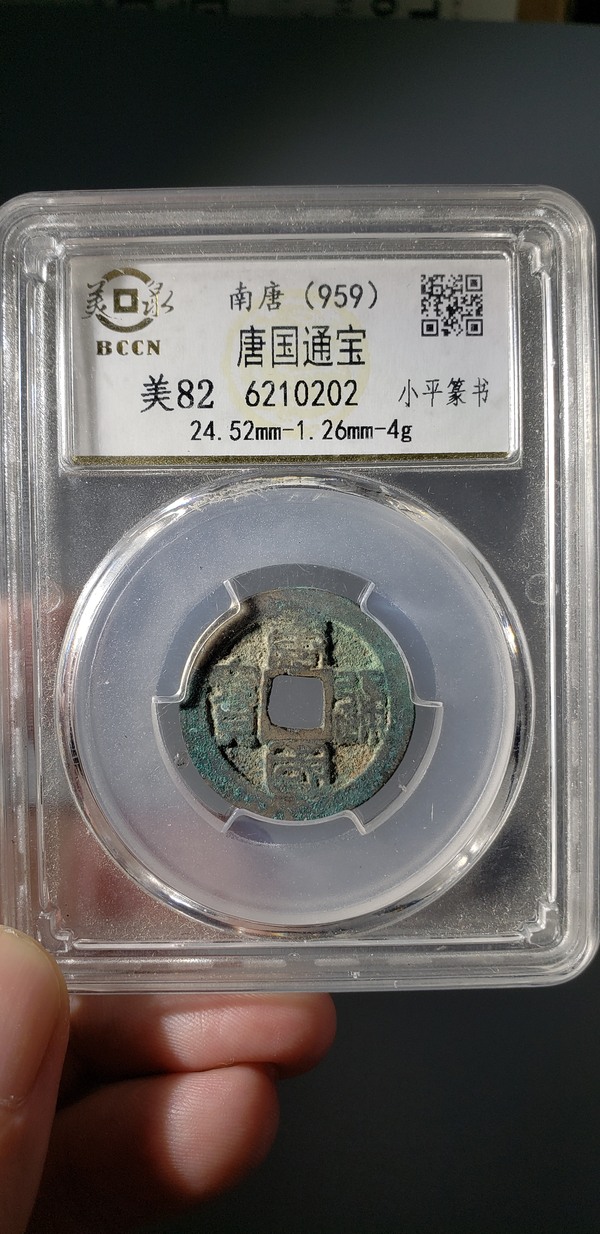 美泉
BCCN
南唐（959）
唐国通宝
美82 6210202 小平篆书
24.52mm-1.26mm-4g
唐國通寶